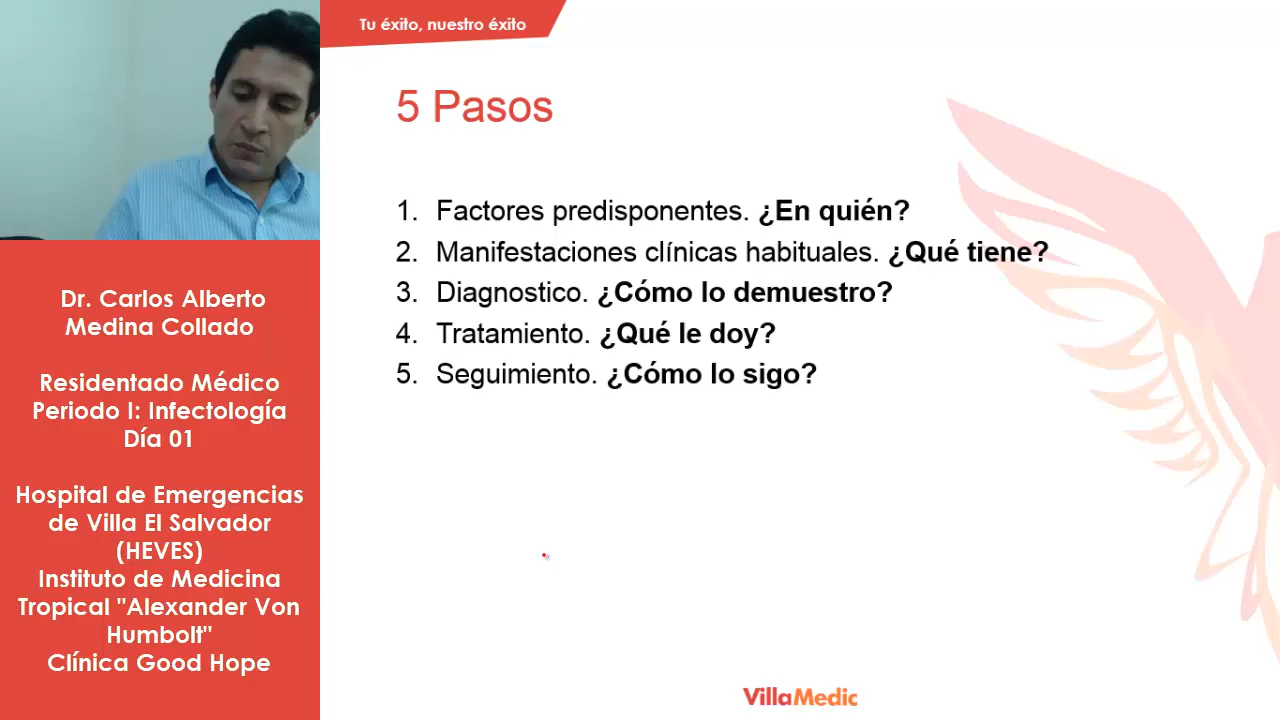 Tu éxito, nuestro éxito
5 Pasos
1. Factores predisponentes. ¿En quién?
2. Manifestaciones clínicas habituales. ¿Qué tiene?
3. Diagnostico. ¿Cómo lo demuestro?
4. Tratamiento. ¿Qué le doy?
5. Seguimiento. ¿Cómo lo sigo?
Dr. Carlos Alberto
Medina Collado
Residentado Médico
Periodo I: Infectología
Día 01
Hospital de Emergencias
de Villa El Salvador
(HEVES)
Instituto de Medicina
Tropical "Alexander Von
Humbolt"
Clínica Good Hope
VillaMedic